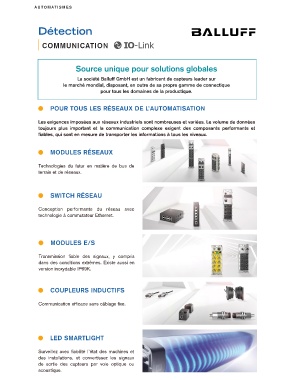 AUTOMATISMES
Détection
BALLUFF
COMMUNICATION IO-Link
Source unique pour solutions globales
La société Balluff GmbH est un fabricant de capteurs leader sur
le marché mondial, disposant, en outre de sa propre gamme de connectique
pour tous les domaines de la productique.
POUR TOUS LES RÉSEAUX DE L'AUTOMATISATION
Les exigences imposées aux réseaux industriels sont nombreuses et variées. Le volume de données
toujours plus important et la communication complexe exigent des composants performants et
fiables, qui sont en mesure de transporter les informations à tous les niveaux.
MODULES RÉSEAUX
Technologies du futur en matière de bus de
terrain et de réseau.
SWITCH RÉSEAU
Conception performante du réseau avec
technologie à commutateur Ethernet.
MODULES E/S
Transmission fiable des signaux, y compris
dans des conditions extrêmes. Existe aussi en
version inoxydable IP69K.
COUPLEURS INDUCTIFS
Communication efficace sans câblage fixe.
LED SMARTLIGHT
Surveillez avec fiabilité l'état des machines et
des installations, et convertissez les signaux
de sortie des capteurs par voie optique ou
acoustique.